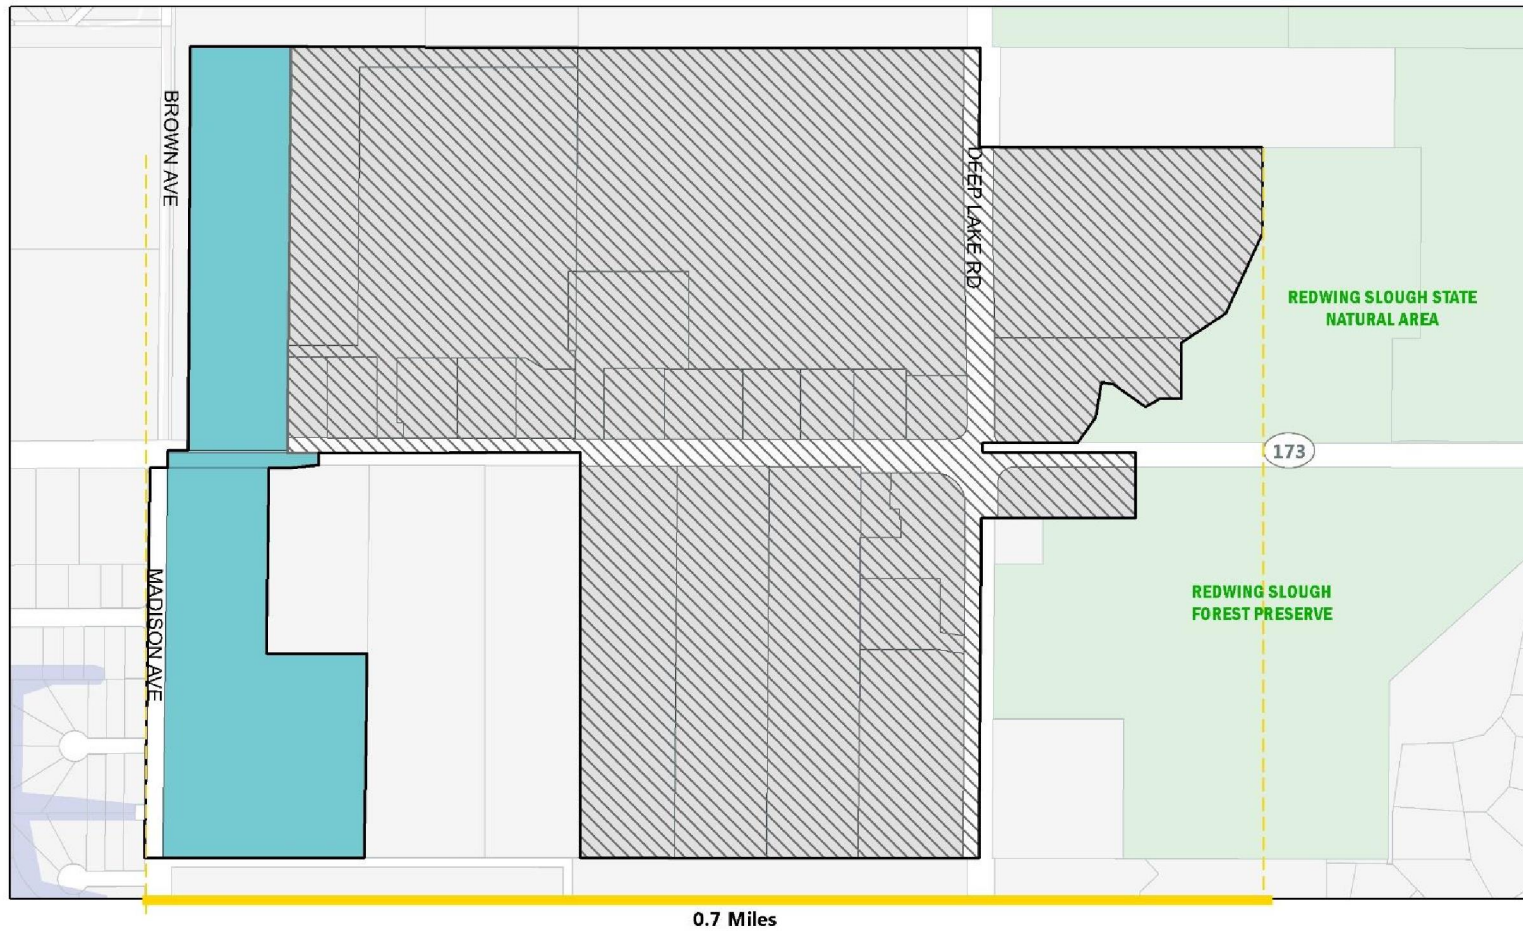 BROWN AVE
DEEP LAKE RD
REDWING SLOUGH STATE
NATURAL AREA
173
MADISON AVE
REDWING SLOUGH
FOREST PRESERVE
0.7 Miles